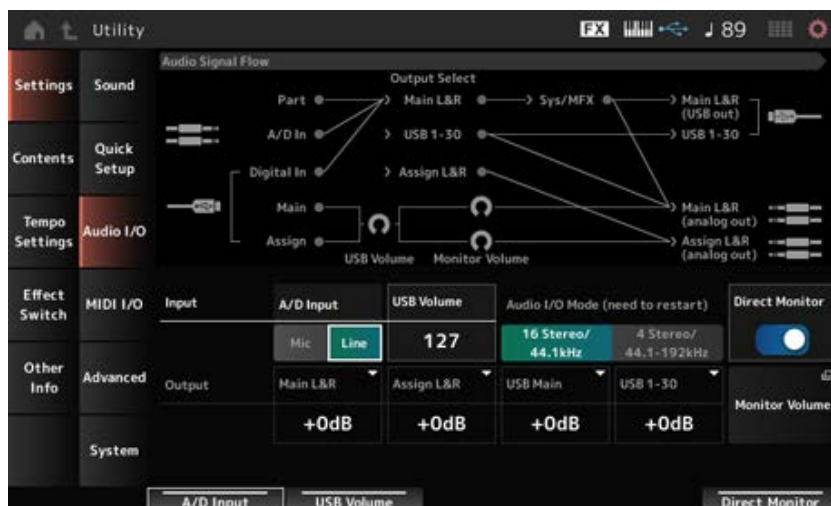 Utility
FX
♩ 89
Settings
Contents
Tempo
Settings
Effect
Switch
Other
Info
Sound
Quick
Setup
Audio I/O
MIDI I/O
Advanced
System
Audio Signal Flow
Output Select
Part
Main L&R
Sys/MFX
Main L&R
(USB out)
A/D In
USB 1-30
USB 1-30
Digital In
Assign L&R
Main
Main L&R
(analog out)
Assign
Assign L&R
(analog out)
USB Volume
Monitor Volume
Input
A/D Input
Mic
Line
USB Volume
127
Audio I/O Mode (need to restart)
16 Stereo/
44.1kHz
4 Stereo/
44.1-192kHz
Direct Monitor
Output
Main L&R
+0dB
Assign L&R
+0dB
USB Main
+0dB
USB 1-30
+0dB
Monitor Volume
A/D Input
USB Volume
Direct Monitor